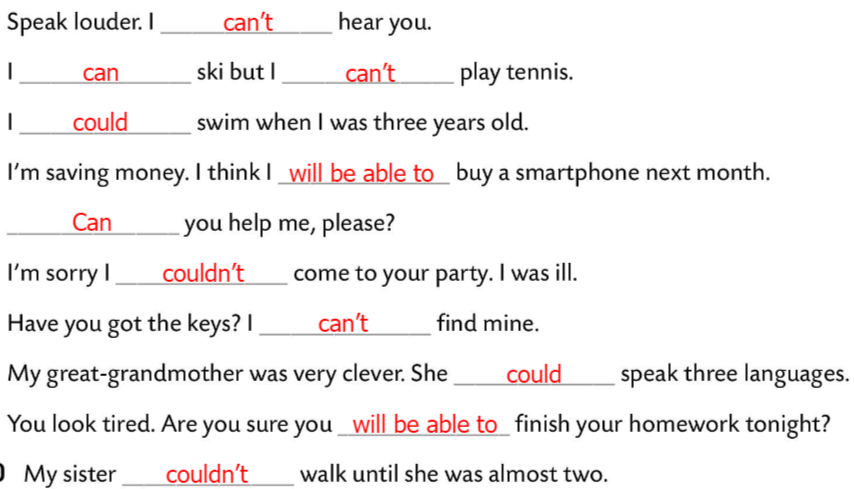 Speak louder. I can't hear you.
I can ski but I can't play tennis.
I could swim when I was three years old.
I'm saving money. I think I will be able to buy a smartphone next month.
Can you help me, please?
I'm sorry I couldn't come to your party. I was ill.
Have you got the keys? I can't find mine.
My great-grandmother was very clever. She could speak three languages.
You look tired. Are you sure you will be able to finish your homework tonight?
My sister couldn't walk until she was almost two.